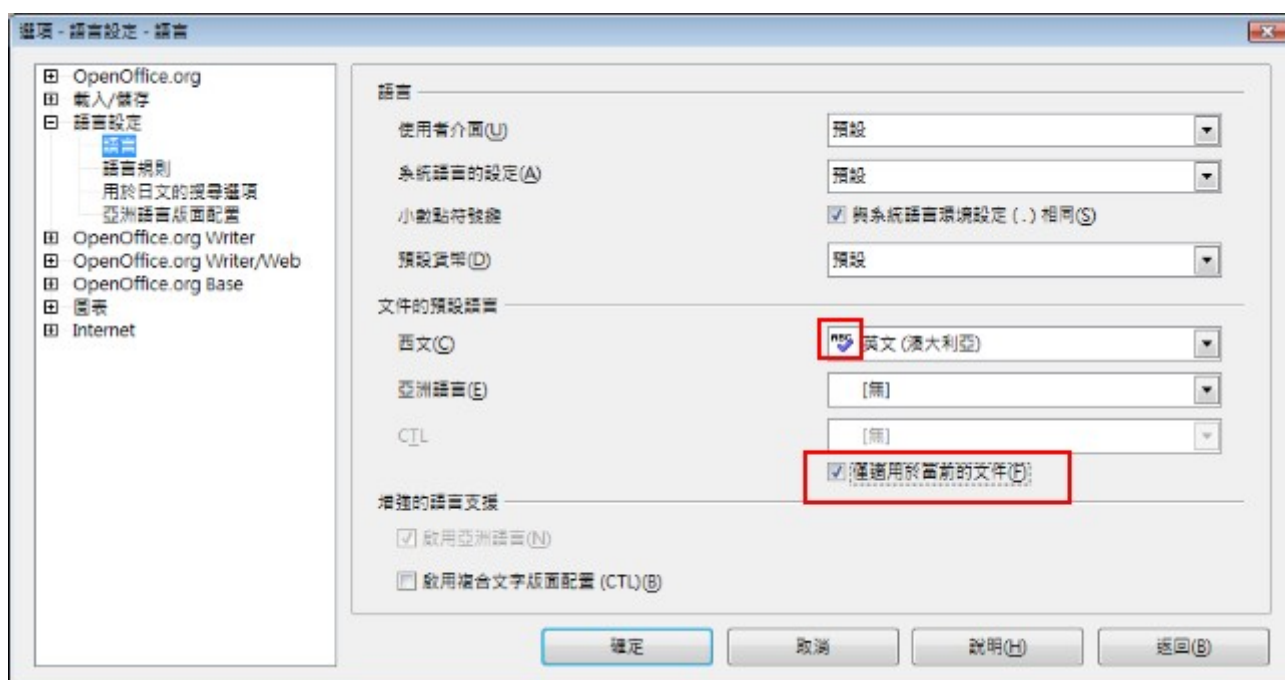 選項 - 語言設定 - 語言
OpenOffice.org
載入/儲存
語言設定
語言
語言規則
用於日文的搜尋選項
亞洲語言版面配置
OpenOffice.org Writer
OpenOffice.org Writer/Web
OpenOffice.org Base
圖表
Internet
語言
使用者介面(U) 預設
系統語言的設定(A) 預設
小數點符號鍵 與系統語言環境設定 ( . ) 相同(S)
預設貨幣(D) 預設
文件的預設語言
西文(C) ABC 英文 (澳大利亞)
亞洲語言(E) [無]
CTL [無]
僅適用於當前的文件(F)
增強的語言支援
啟用亞洲語言(N)
啟用複合文字版面配置 (CTL)(B)
確定 取消 說明(H) 返回(B)